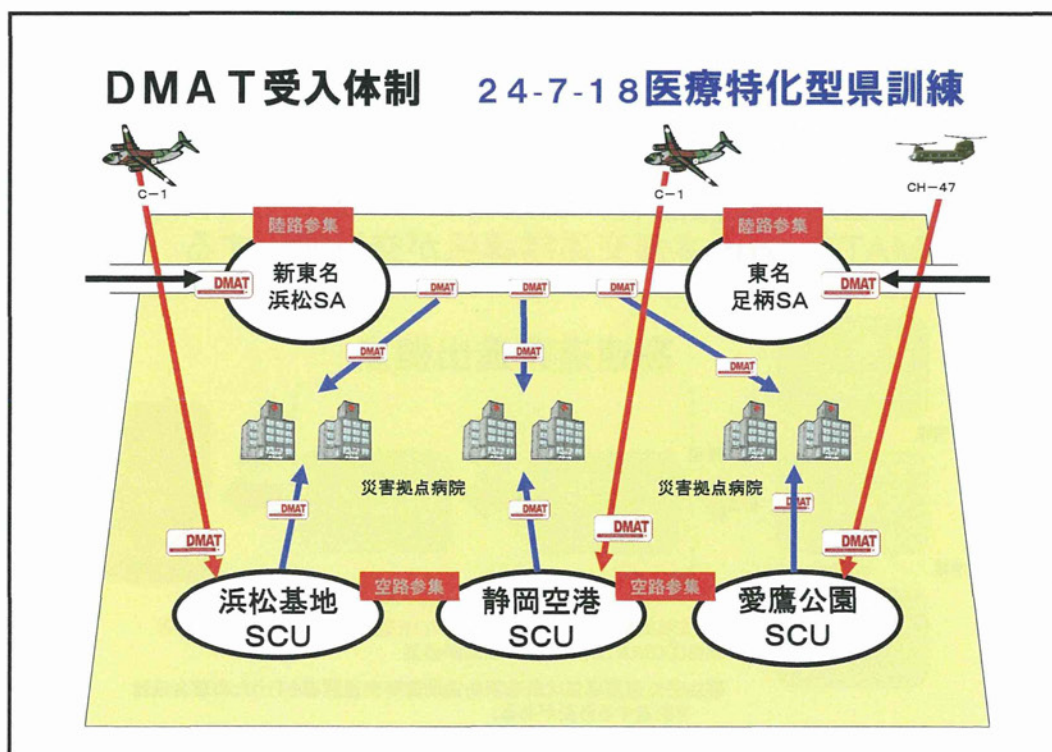 DMAT受入体制 24-7-18医療特化型県訓練
C-1
C-1
CH-47
陸路参集
陸路参集
新東名
浜松SA
東名
足柄SA
DMAT
DMAT
DMAT
DMAT
DMAT
DMAT
DMAT
DMAT
災害拠点病院
災害拠点病院
DMAT
DMAT
DMAT
DMAT
DMAT
DMAT
空路参集
空路参集
浜松基地
SCU
静岡空港
SCU
愛鷹公園
SCU